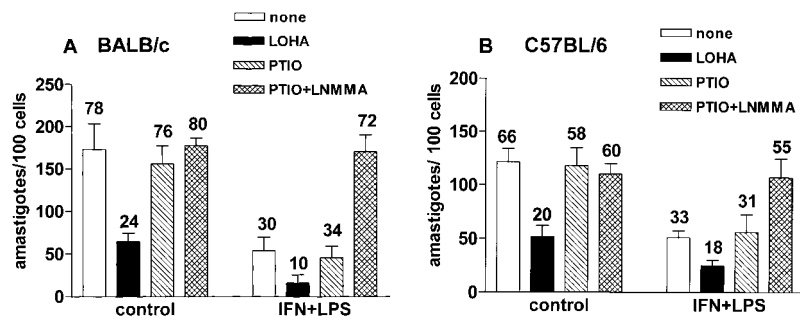 A BALB/c
none
LOHA
PTIO
PTIO+LNMMA
amastigotes/100 cells
250
200
150
100
50
0
78
24
76
80
30
10
34
72
control
IFN+LPS
B C57BL/6
none
LOHA
PTIO
PTIO+LNMMA
amastigotes/ 100 cells
200
150
100
50
0
66
20
58
60
33
18
31
55
control
IFN+LPS